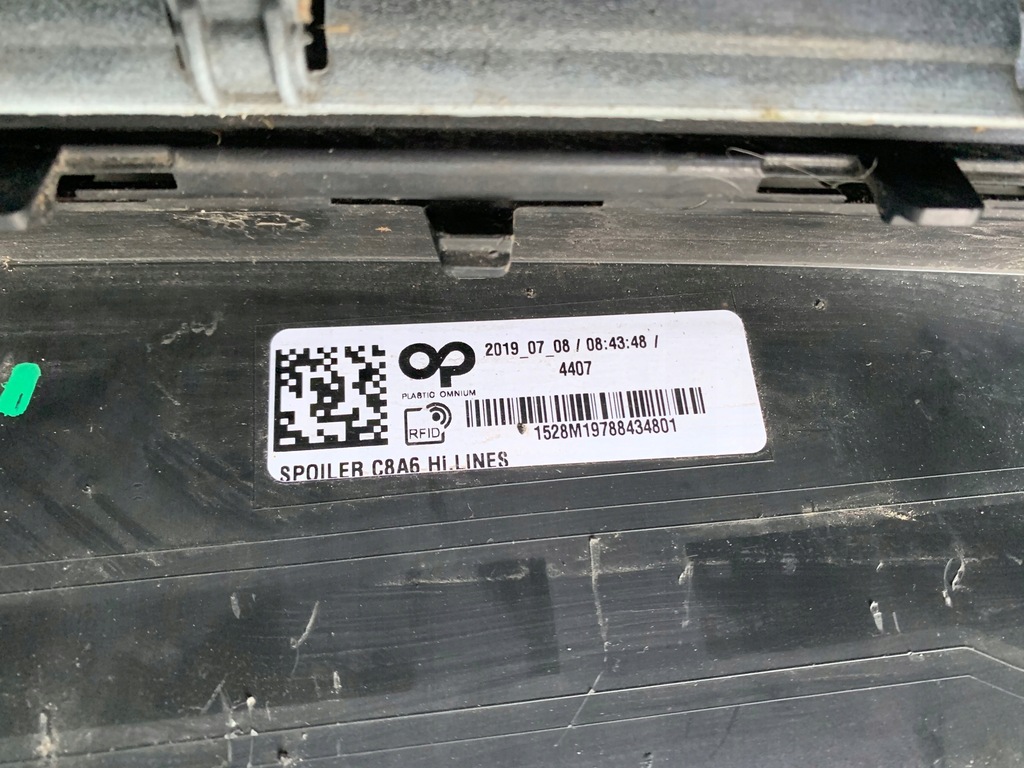 2019_07_08 / 08:43:48 /
4407
PLASTIC OMNIUM
RFID
1528M19788434801
SPOILER C8A6 Hi.LINES